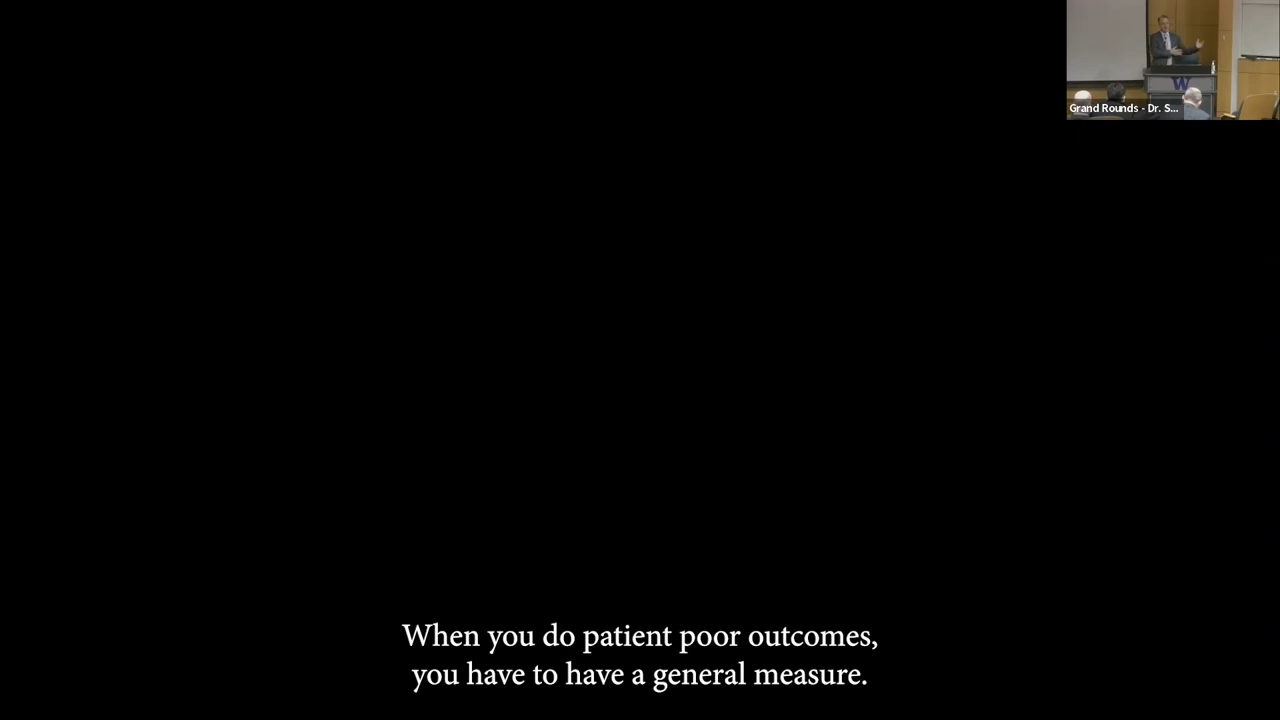 W
Grand Rounds - Dr. S...
When you do patient poor outcomes,
you have to have a general measure.